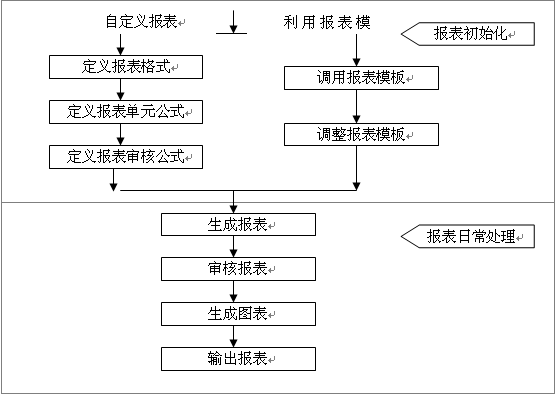 自定义报表
利用报表模
报表初始化
定义报表格式
调用报表模板
定义报表单元公式
调整报表模板
定义报表审核公式
生成报表
报表日常处理
审核报表
生成图表
输出报表